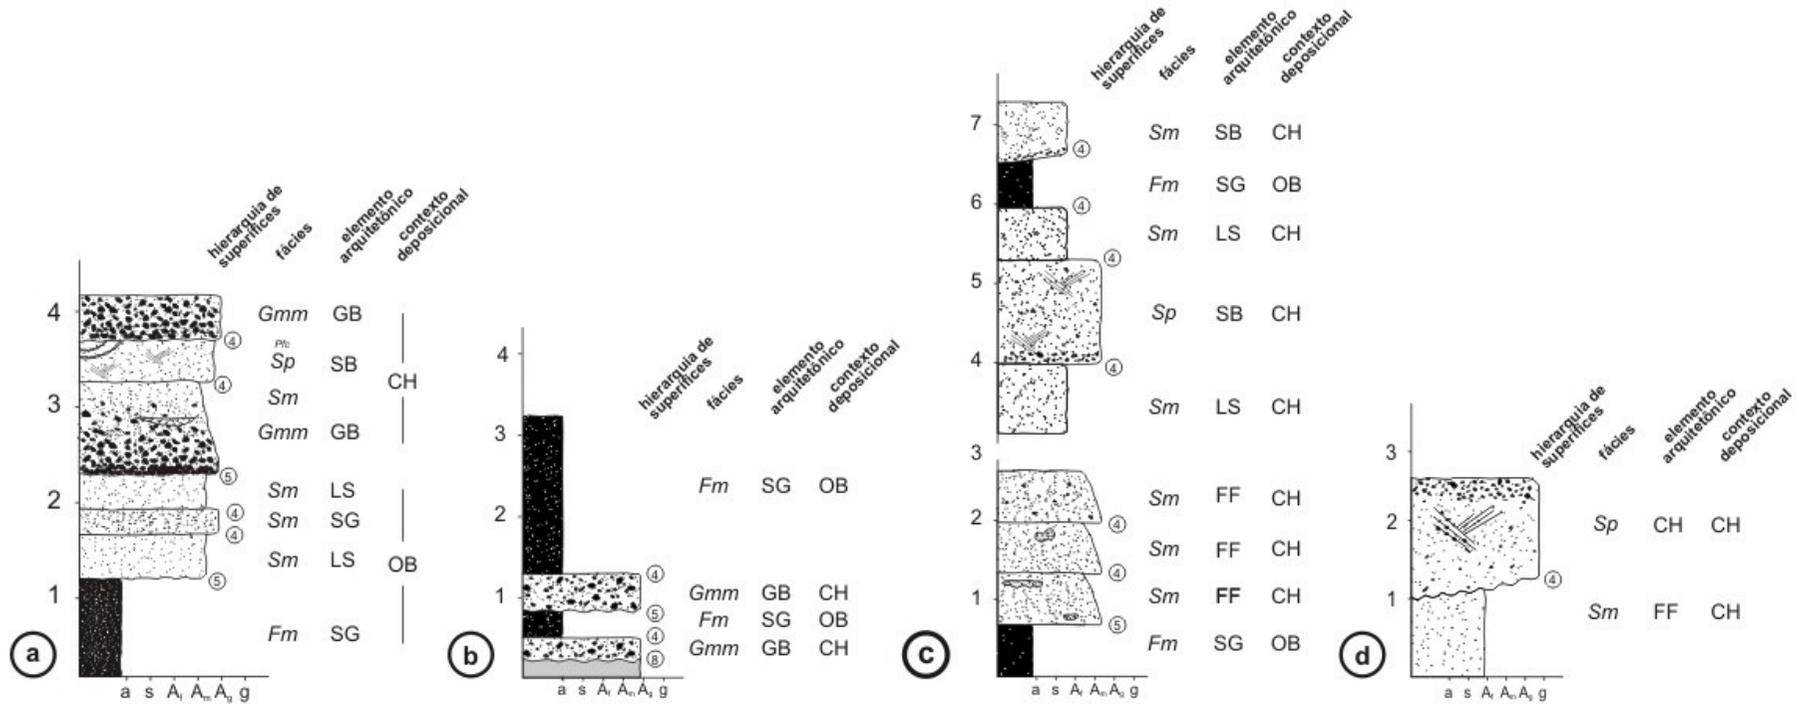 hierarquia de
superfícies
fácies
elemento
arquitetônico
contexto
deposicional
4
3
2
1
4
4
5
4
4
5
Gmm GB
Pfc
Sp SB
CH
Sm
Gmm GB
Sm LS
Sm SG
Sm LS OB
Fm SG
a s Af Am Ag g
a
hierarquia de
superfícies
fácies
elemento
arquitetônico
contexto
deposicional
4
3
2
1
4
5
4
8
Fm SG OB
Gmm GB CH
Fm SG OB
Gmm GB CH
a s Af Am Ag g
b
hierarquia de
superfícies
fácies
elemento
arquitetônico
contexto
deposicional
7
6
5
4
3
2
1
4
4
4
4
4
4
5
Sm SB CH
Fm SG OB
Sm LS CH
Sp SB CH
Sm LS CH
Sm FF CH
Sm FF CH
Sm FF CH
Fm SG OB
a s Af Am Ag g
c
hierarquia de
superfícies
fácies
elemento
arquitetônico
contexto
deposicional
3
2
1
4
Sp CH CH
Sm FF CH
a s Af Am Ag g
d